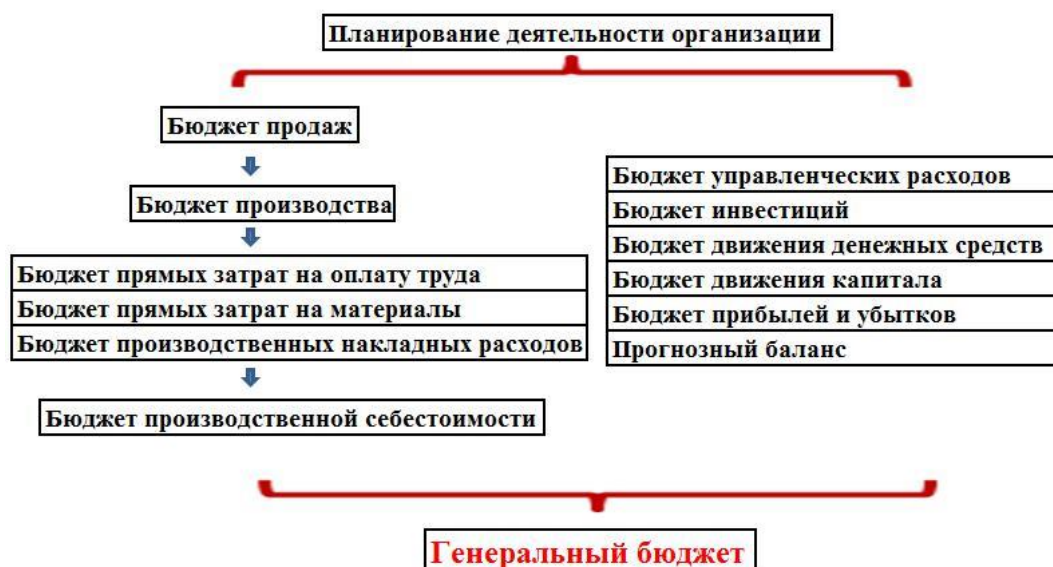 Планирование деятельности организации
Бюджет продаж
Бюджет производства
Бюджет прямых затрат на оплату труда
Бюджет прямых затрат на материалы
Бюджет производственных накладных расходов
Бюджет производственной себестоимости
Бюджет управленческих расходов
Бюджет инвестиций
Бюджет движения денежных средств
Бюджет движения капитала
Бюджет прибылей и убытков
Прогнозный баланс
Генеральный бюджет